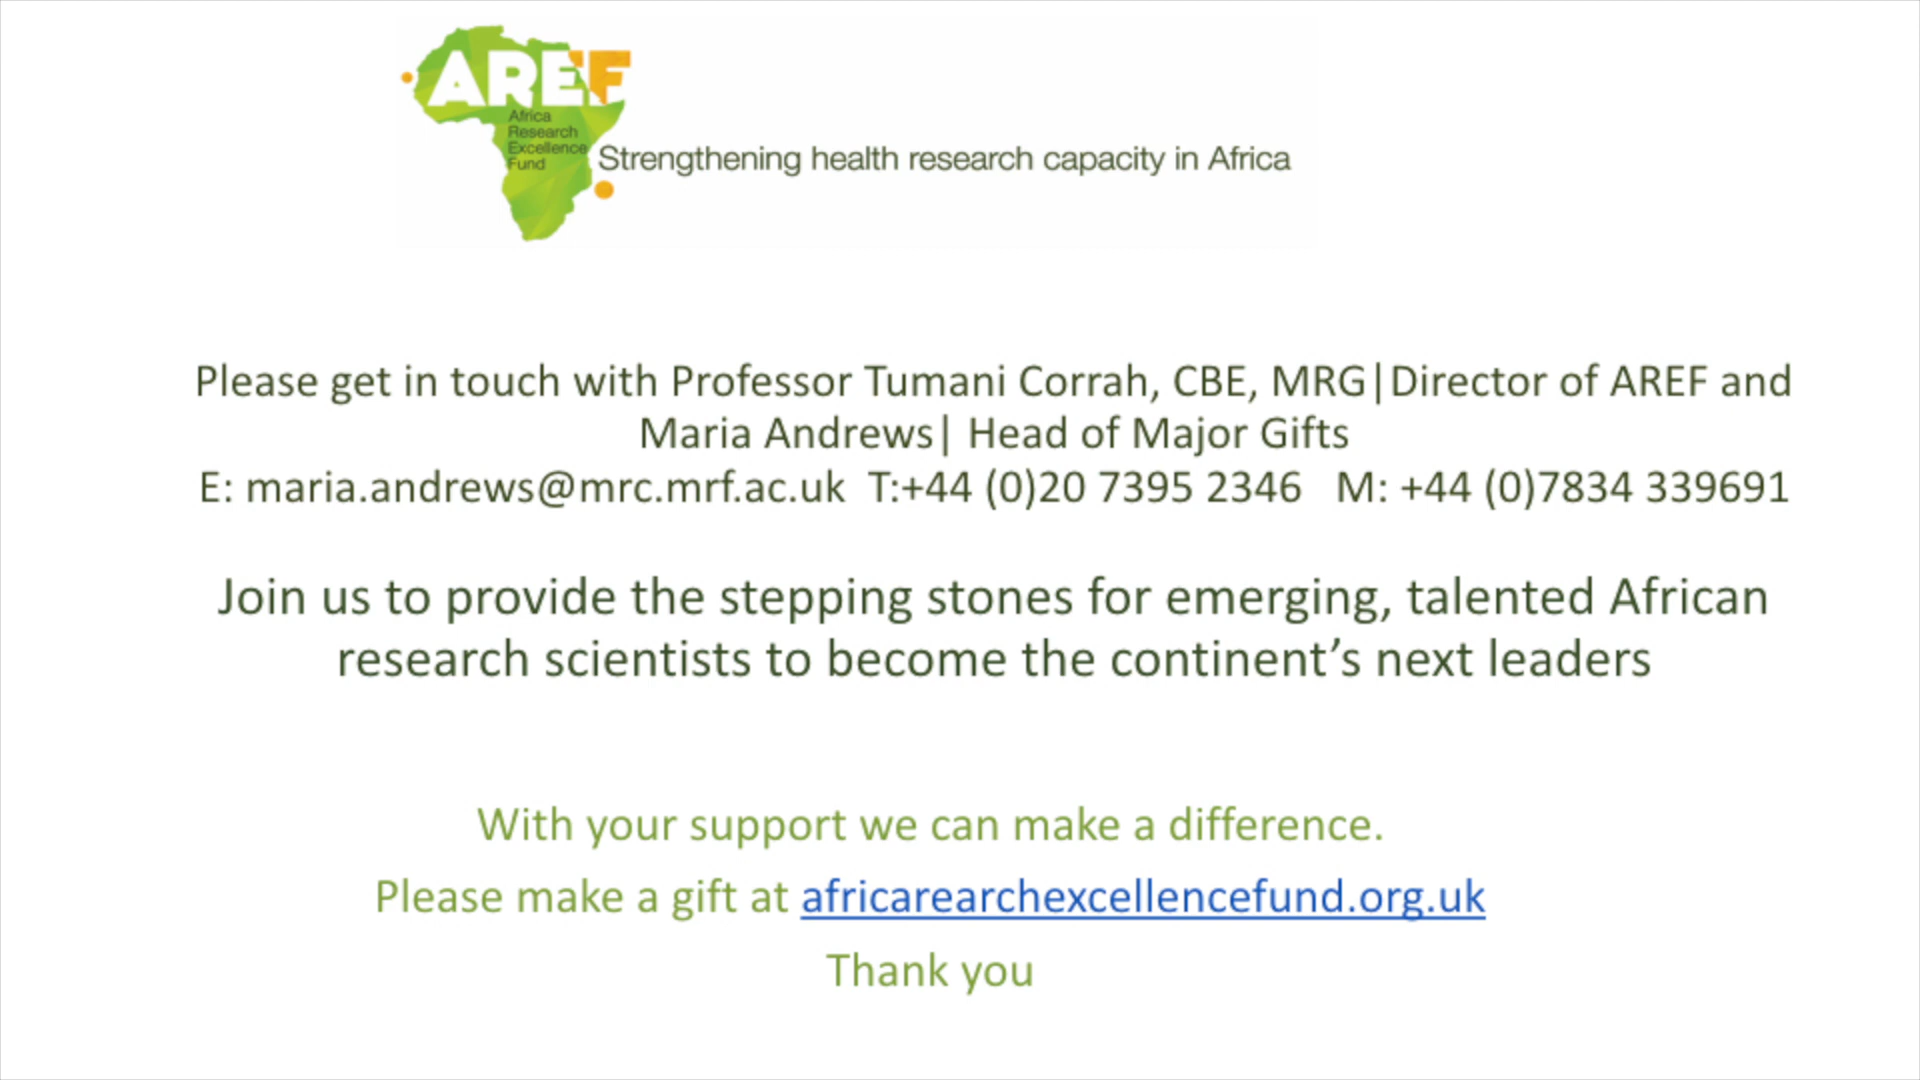 AREF
Africa
Research
Excellence
Fund
Strengthening health research capacity in Africa
Please get in touch with Professor Tumani Corrah, CBE, MRG|Director of AREF and
Maria Andrews| Head of Major Gifts
E: maria.andrews@mrc.mrf.ac.uk T:+44 (0)20 7395 2346 M: +44 (0)7834 339691
Join us to provide the stepping stones for emerging, talented African
research scientists to become the continent’s next leaders
With your support we can make a difference.
Please make a gift at africarearchexcellencefund.org.uk
Thank you